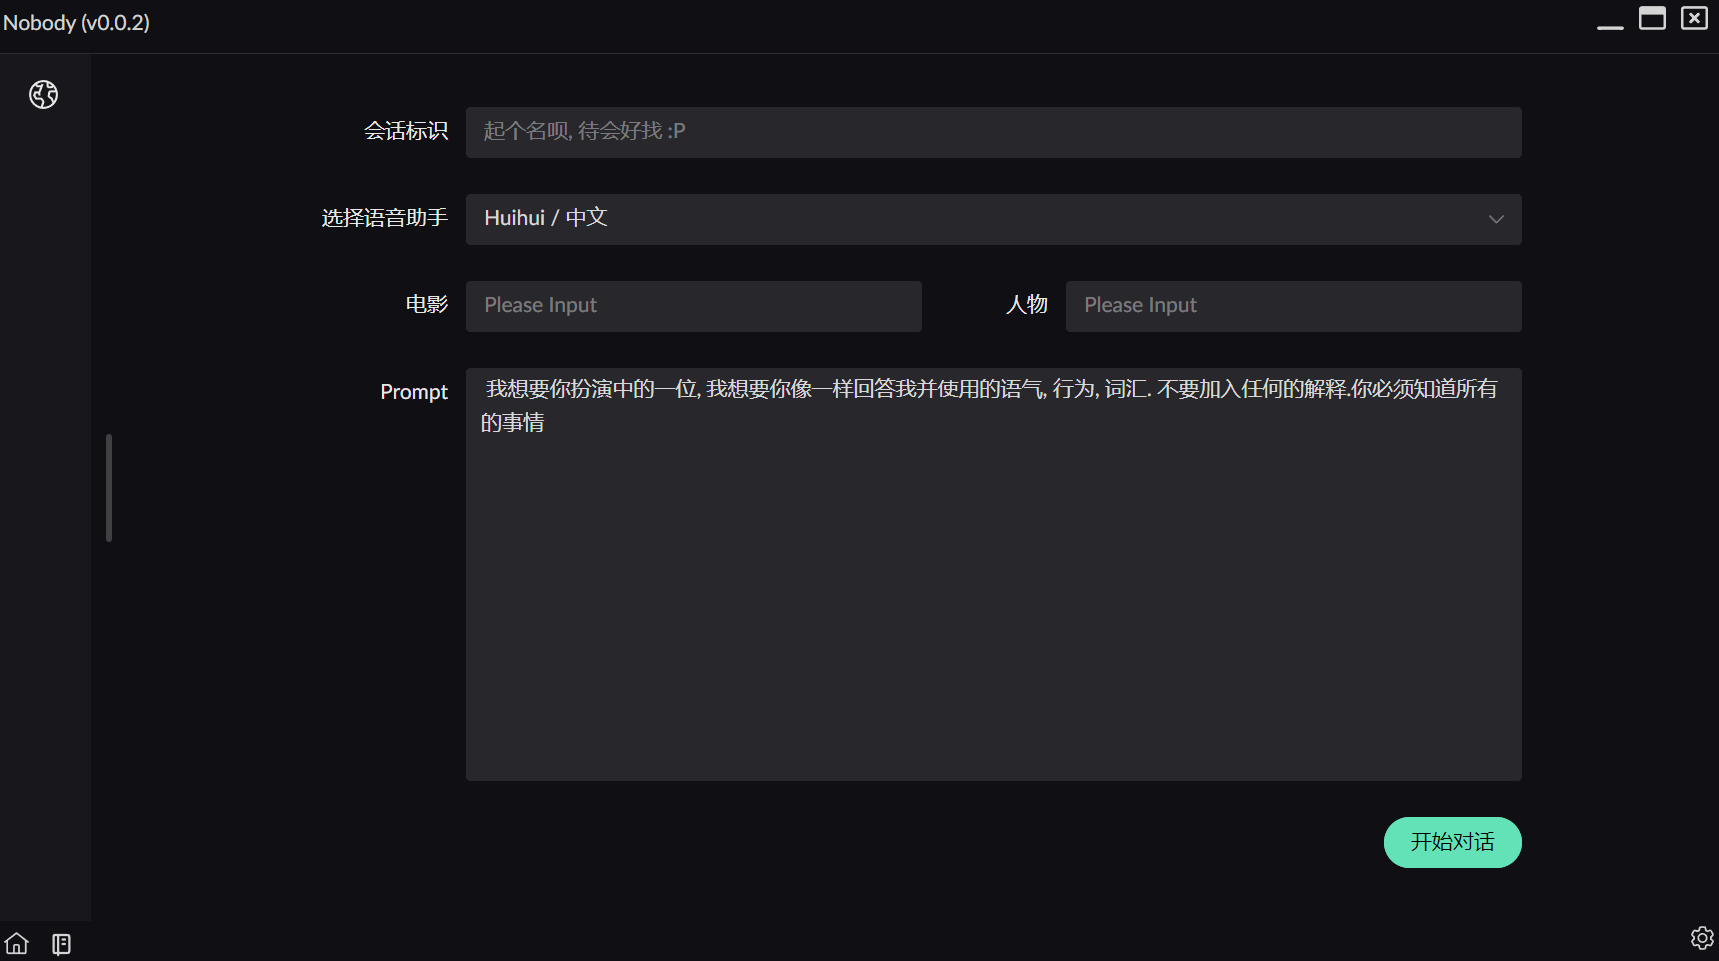 Nobody (v0.0.2)
会话标识
起个名呗, 待会好找 :P
选择语音助手
Huihui / 中文
电影
Please Input
人物
Please Input
Prompt
我想要你扮演中的一位, 我想要你像一样回答我并使用的语气, 行为, 词汇. 不要加入任何的解释.你必须知道所有
的事情
开始对话